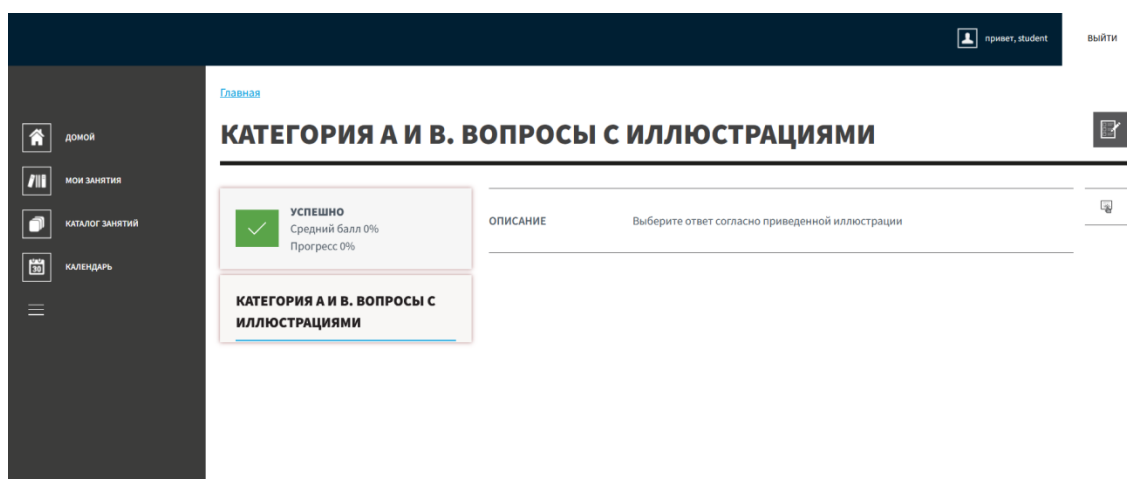 привет, student
ВЫЙТИ
Главная
КАТЕГОРИЯ А И В. ВОПРОСЫ С ИЛЛЮСТРАЦИЯМИ
ДОМОЙ
МОИ ЗАНЯТИЯ
КАТАЛОГ ЗАНЯТИЙ
30
КАЛЕНДАРЬ
УСПЕШНО
Средний балл 0%
Прогресс 0%
ОПИСАНИЕ
Выберите ответ согласно приведенной иллюстрации
КАТЕГОРИЯ А И В. ВОПРОСЫ С
ИЛЛЮСТРАЦИЯМИ